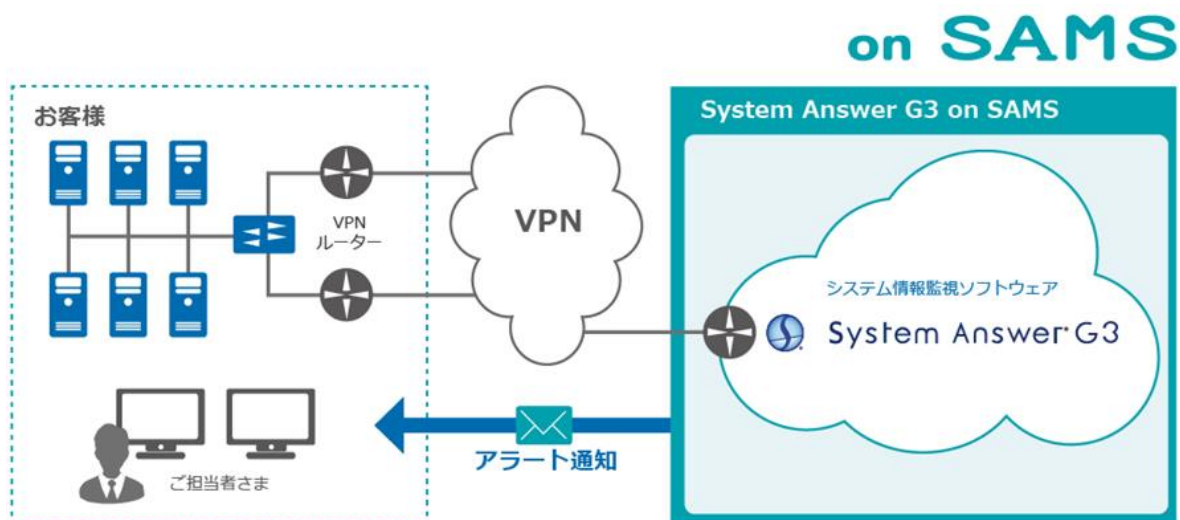 on SAMS
お客様
VPN
ルーター
VPN
System Answer G3 on SAMS
システム情報監視ソフトウェア
System Answer G3
アラート通知
ご担当者さま